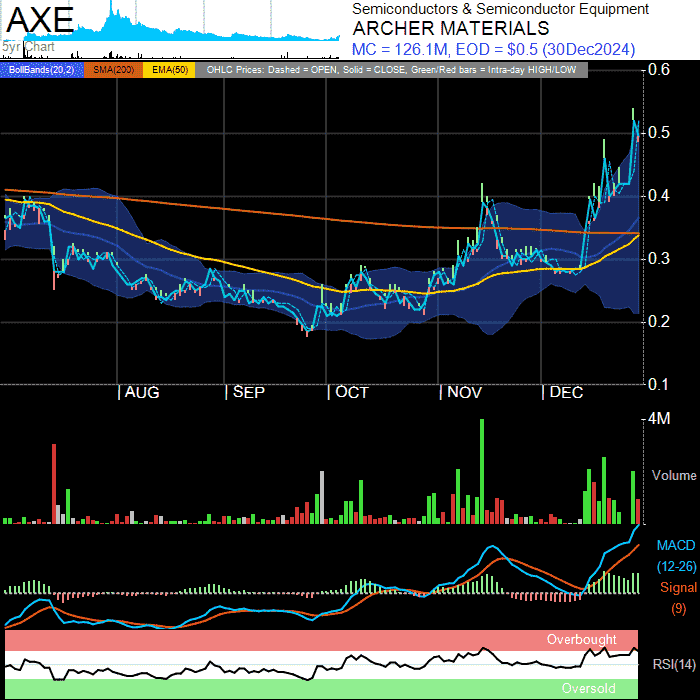 AXE
5yr Chart
Semiconductors & Semiconductor Equipment
ARCHER MATERIALS
MC = 126.1M, EOD = $0.5 (30Dec2024)
BollBands(20,2) SMA(200) EMA(50) OHLC Prices: Dashed = OPEN, Solid = CLOSE, Green/Red bars = Intra-day HIGH/LOW
0.6
0.5
0.4
0.3
0.2
0.1
AUG SEP OCT NOV DEC
4M
Volume
MACD
(12-26)
Signal
(9)
Overbought
RSI(14)
Oversold